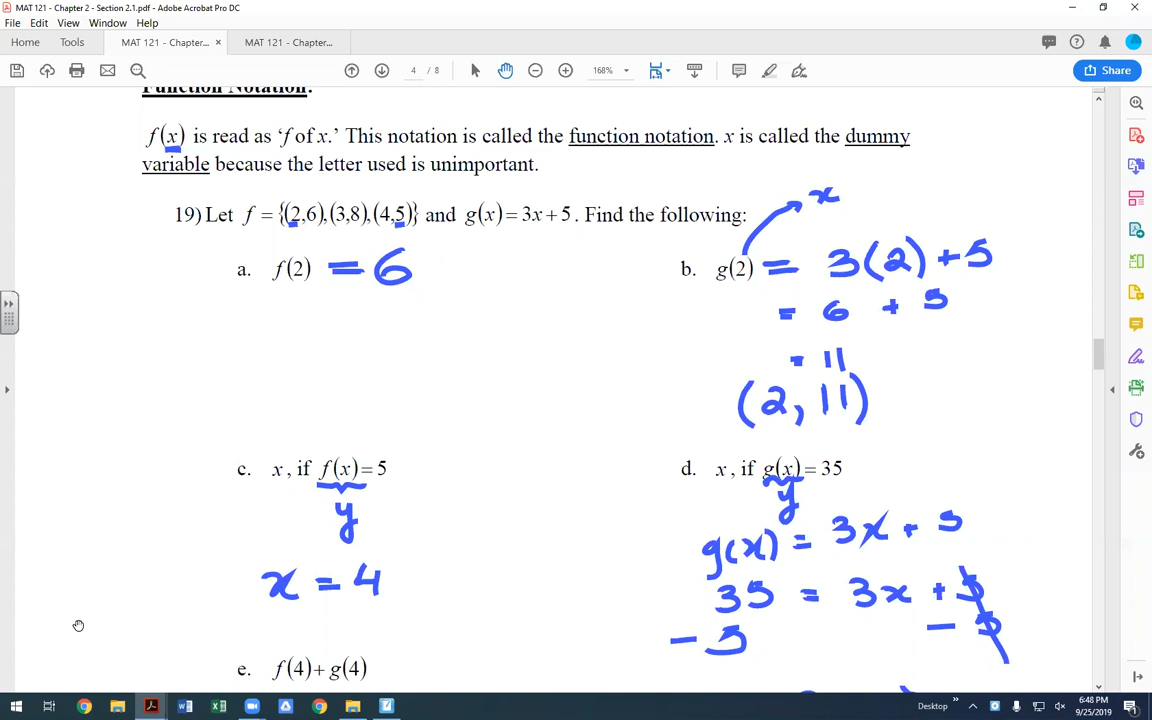 MAT 121 - Chapter 2 - Section 2.1.pdf - Adobe Acrobat Pro DC
File Edit View Window Help
Home Tools MAT 121 - Chapter... × MAT 121 - Chapter...
Share
4 / 8 168%
Function Notation:
f(x) is read as ‘f of x.’ This notation is called the function notation. x is called the dummy
variable because the letter used is unimportant.
19) Let f = {(2,6),(3,8),(4,5)} and g(x) = 3x + 5. Find the following:
x
a. f(2) = 6
b. g(2) = 3(2) + 5
= 6 + 5
= 11
(2, 11)
c. x, if f(x) = 5
y
x = 4
d. x, if g(x) = 35
y
g(x) = 3x + 5
35 = 3x + 5
- 5 - 5
e. f(4) + g(4)
Desktop »
6:48 PM
9/25/2019